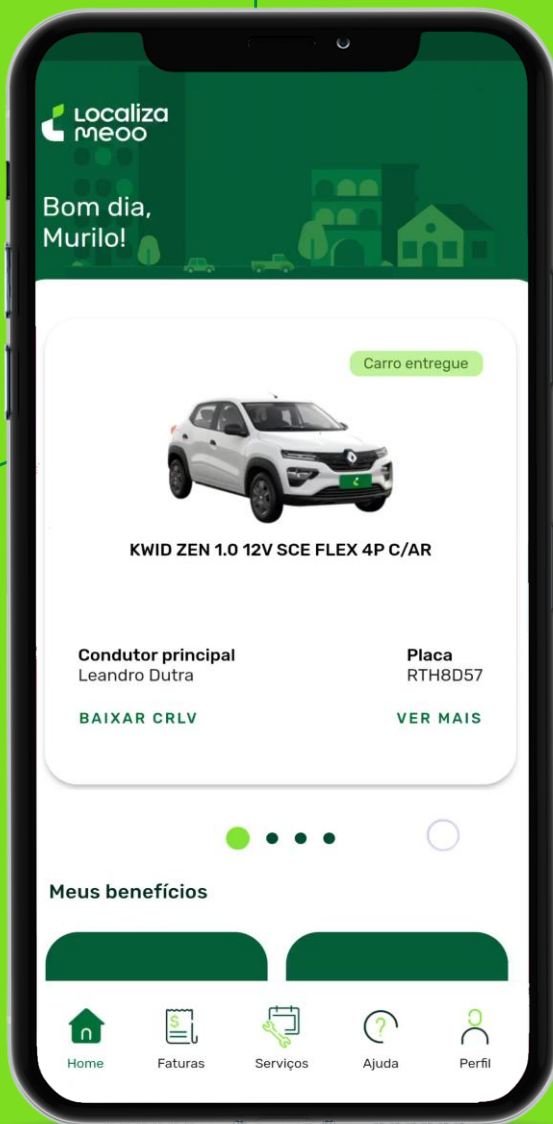 Localiza
meoo
Bom dia,
Murilo!
Carro entregue
KWID ZEN 1.0 12V SCE FLEX 4P C/AR
Condutor principal
Placa
Leandro Dutra
RTH8D57
BAIXAR CRLV
VER MAIS
Meus benefícios
Home
Faturas
Serviços
Ajuda
Perfil